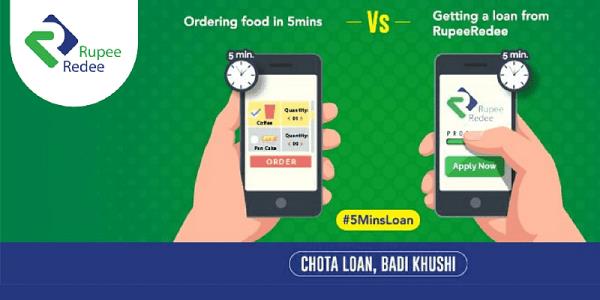 Rupee
Redee
Ordering food in 5mins
Vs
Getting a loan from
RupeeRedee
5 min.
Coffee
Quantity:
< 01 >
Pan Cake
Quantity:
ORDER
5 min.
Rupee
Redee
Apply Now
#5MinsLoan
CHOTA LOAN, BADI KHUSHI